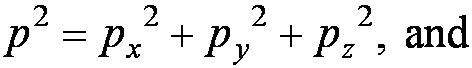 p² = pₓ² + p_y² + p_z², and